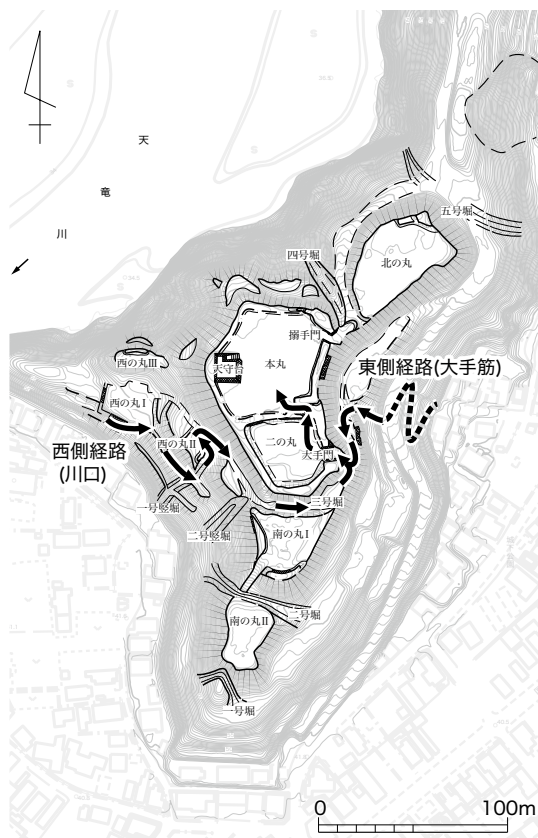 天
竜
川
五号堀
四号堀
北の丸
搦手門
東側経路(大手筋)
西の丸Ⅲ
天守台
本丸
西の丸Ⅰ
西の丸Ⅱ
二の丸
大手門
西側経路
(川口)
一号竪堀
三号堀
二号竪堀
南の丸Ⅰ
二号堀
南の丸Ⅱ
一号堀
0
100m